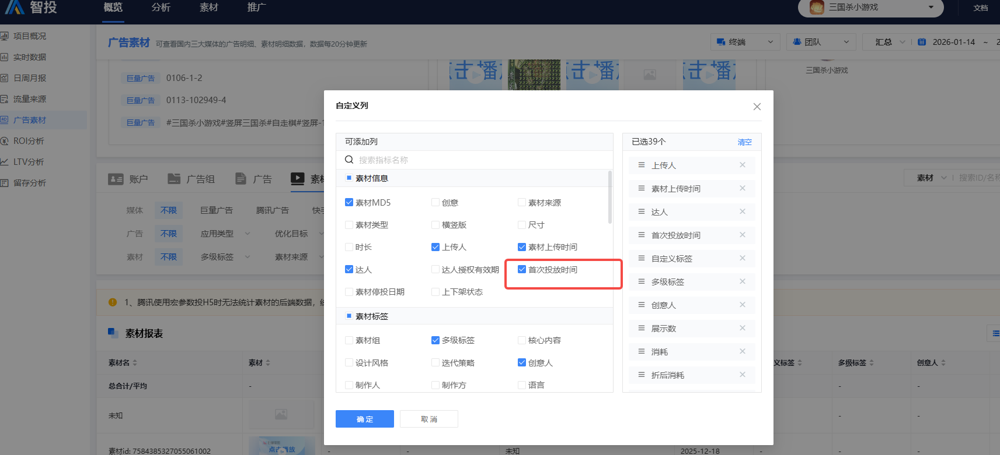 智投
概览 分析 素材 推广
三国杀小游戏
文档
项目概况
实时数据
日周月报
流量来源
广告素材
ROI分析
LTV分析
留存分析
广告素材 可查看国内三大媒体的广告明细、素材明细数据，数据每20分钟更新
终端 团队 汇总 2026-01-14 ~
巨量广告 0106-1-2
巨量广告 0113-102949-4
巨量广告 #三国杀小游戏#竖屏三国杀#自走棋#竖屏-
三国杀小游戏
账户 广告组 广告
素材 搜索ID/名
媒体 不限 巨量广告 腾讯广告 快
广告 不限 应用类型 优化目标
素材 不限 多级标签 素材来源
1、腾讯使用宏参数投H5时无法统计素材的后端数据，
素材报表
素材名 素材 义标签 多级标签 创意人
总合计/平均 - - -
未知 - -
素材id: 7584385327055061002 点击播放 - - 未知 2025-12-18 - - -
自定义列
可添加列
搜索指标名称
素材信息
素材MD5 创意 素材来源
素材类型 横竖版 尺寸
时长 上传人 素材上传时间
达人 达人授权有效期 首次投放时间
素材停投日期 上下架状态
素材标签
素材组 多级标签 核心内容
设计风格 迭代策略 创意人
制作人 制作方 语言
已选39个 清空
上传人
素材上传时间
达人
首次投放时间
自定义标签
多级标签
创意人
展示数
消耗
折后消耗
确定 取消